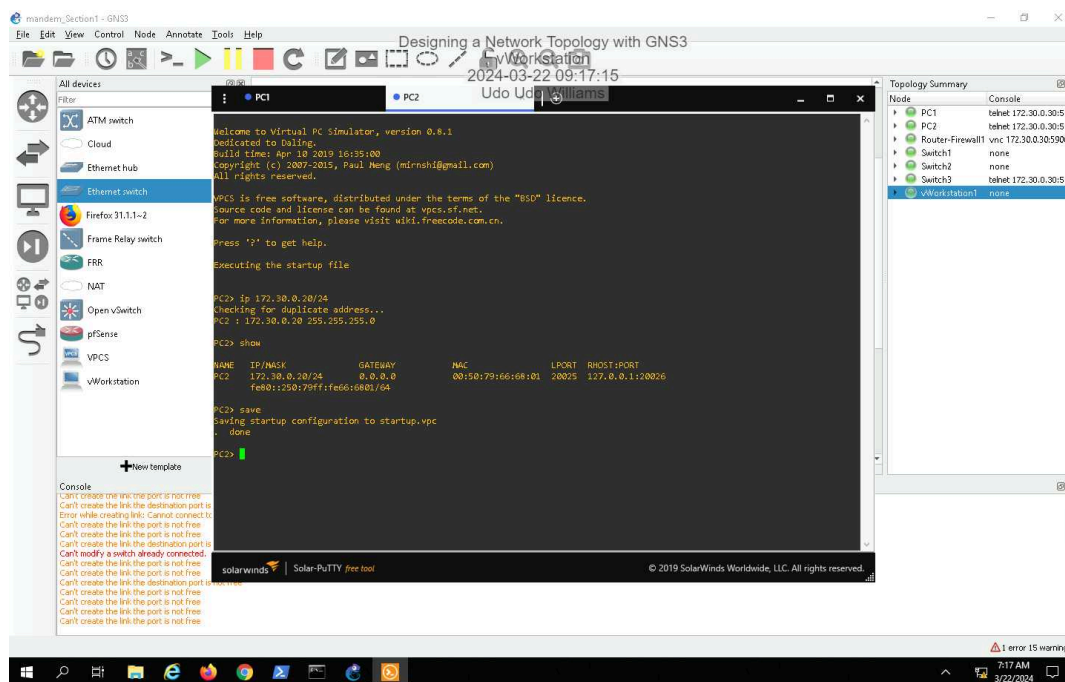 mandem_Section1 - GNS3
File Edit View Control Node Annotate Tools Help
Designing a Network Topology with GNS3
vWorkstation
2024-03-22 09:17:15
Udo Udo Williams
All devices
Filter
ATM switch
Cloud
Ethernet hub
Ethernet switch
Firefox 31.1.1~2
Frame Relay switch
FRR
NAT
Open vSwitch
pfSense
VPCS
vWorkstation
New template
PC1
PC2
Welcome to Virtual PC Simulator, version 0.8.1
Dedicated to Daling.
Build time: Apr 10 2019 16:35:00
Copyright (c) 2007-2015, Paul Meng (mirnshi@gmail.com)
All rights reserved.
VPCS is free software, distributed under the terms of the "BSD" licence.
Source code and license can be found at vpcs.sf.net.
For more information, please visit wiki.freecode.com.cn.
Press '?' to get help.
Executing the startup file
PC2> ip 172.30.0.20/24
Checking for duplicate address...
PC2 : 172.30.0.20 255.255.255.0
PC2> show
NAME IP/MASK GATEWAY MAC LPORT RHOST:PORT
PC2 172.30.0.20/24 0.0.0.0 00:50:79:66:68:01 20025 127.0.0.1:20026
fe80::250:79ff:fe66:6801/64
PC2> save
Saving startup configuration to startup.vpc
. done
PC2>
solarwinds Solar-PuTTY free tool © 2019 SolarWinds Worldwide, LLC. All rights reserved.
Topology Summary
Node Console
PC1 telnet 172.30.0.30:5
PC2 telnet 172.30.0.30:5
Router-Firewall1 vnc 172.30.0.30:590
Switch1 none
Switch2 none
Switch3 telnet 172.30.0.30:5
vWorkstation1 none
Console
Can't create the link the port is not free
Can't create the link the destination port is
Error while creating link: Cannot connect to
Can't create the link the port is not free
Can't create the link the port is not free
Can't create the link the destination port is
Can't modify a switch already connected.
Can't create the link the port is not free
Can't create the link the port is not free
Can't create the link the destination port is not free
Can't create the link the port is not free
Can't create the link the port is not free
Can't create the link the port is not free
Can't create the link the port is not free
1 error 15 warnin
7:17 AM
3/22/2024